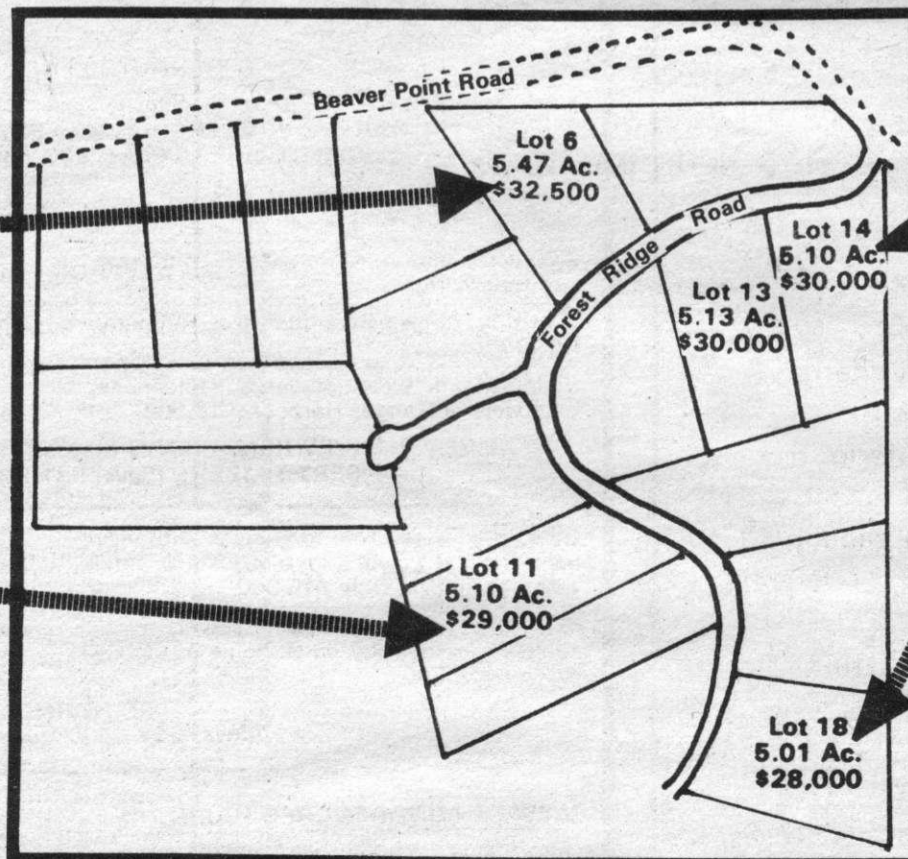 Beaver Point Road
Lot 6
5.47 Ac.
$32,500
Forest Ridge Road
Lot 14
5.10 Ac.
$30,000
Lot 13
5.13 Ac.
$30,000
Lot 11
5.10 Ac.
$29,000
Lot 18
5.01 Ac.
$28,000